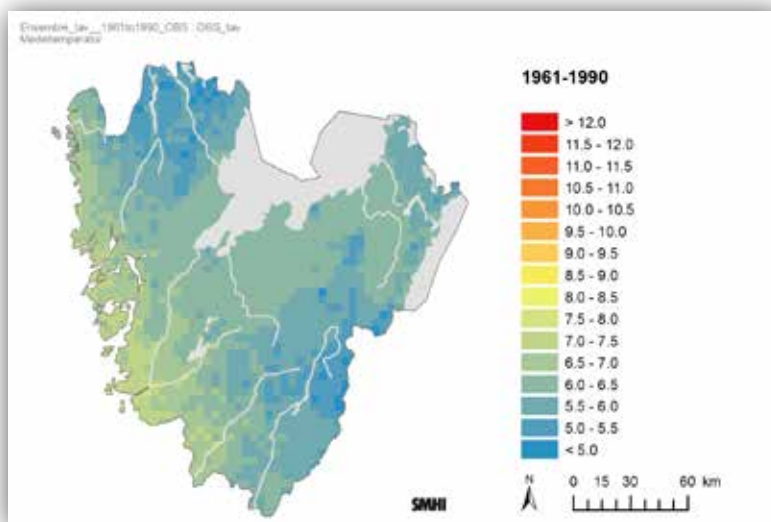 Ensemble_tav__1961to1990_OBS : OBS_tav
Medeltemperatur
1961-1990
> 12.0
11.5 - 12.0
11.0 - 11.5
10.5 - 11.0
10.0 - 10.5
9.5 - 10.0
9.0 - 9.5
8.5 - 9.0
8.0 - 8.5
7.5 - 8.0
7.0 - 7.5
6.5 - 7.0
6.0 - 6.5
5.5 - 6.0
5.0 - 5.5
< 5.0
N
0 15 30 60 km
SMHI